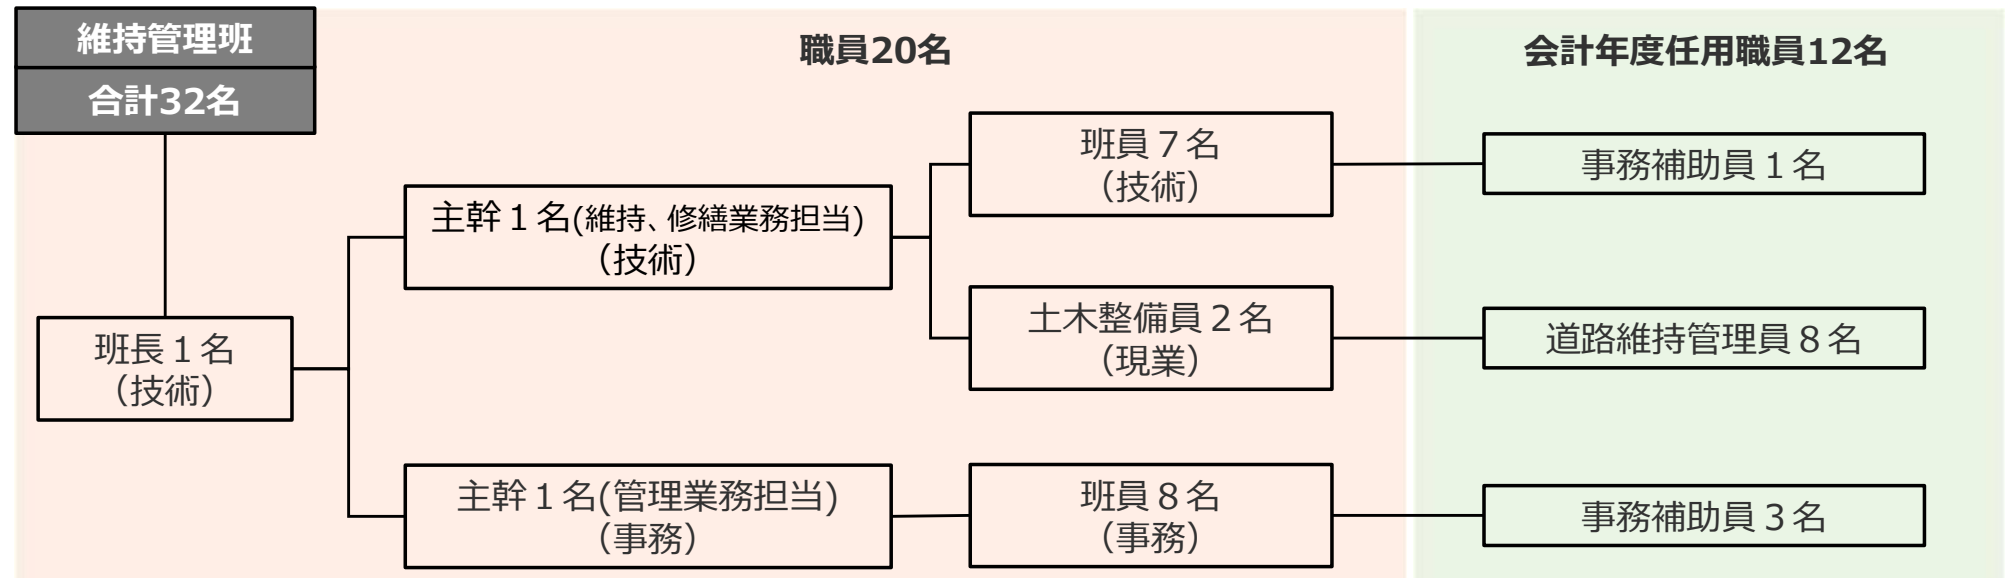 維持管理班
合計32名
職員20名
会計年度任用職員12名
班長１名
（技術）
主幹１名(維持、修繕業務担当)
（技術）
班員７名
（技術）
事務補助員１名
土木整備員２名
（現業）
道路維持管理員８名
主幹１名(管理業務担当)
（事務）
班員８名
（事務）
事務補助員３名